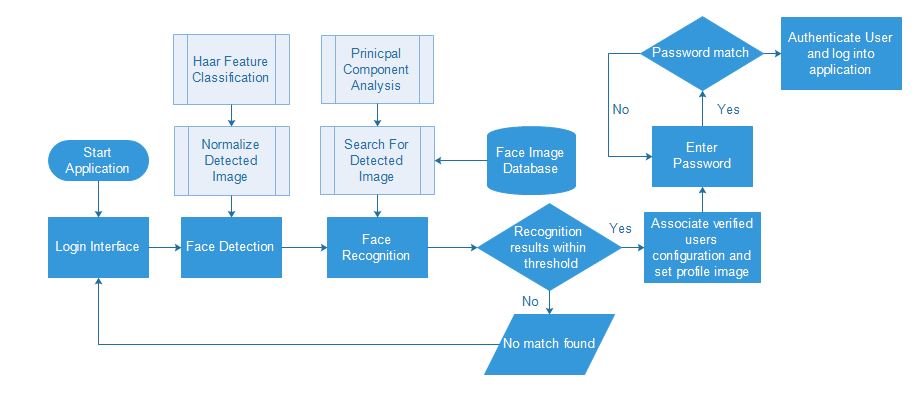 Haar Feature
Classification
Prinicpal
Component
Analysis
Password match
Authenticate User
and log into
application
No
Yes
Start
Application
Normalize
Detected
Image
Search For
Detected
Image
Face Image
Database
Enter
Password
Login Interface
Face Detection
Face
Recognition
Recognition
results within
threshold
Yes
Associate verified
users
configuration and
set profile image
No
No match found